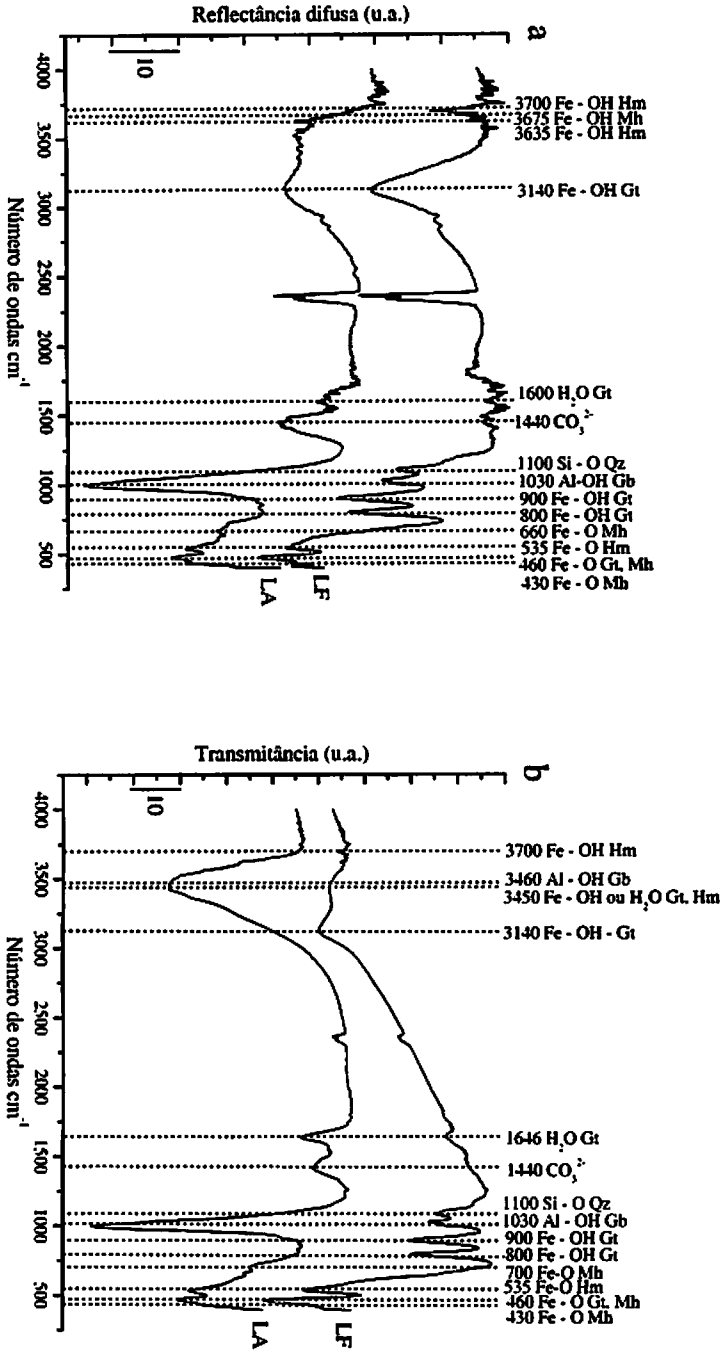 a
Reflectância difusa (u.a.)
10
3700 Fe - OH Hm
3675 Fe - OH Mh
3635 Fe - OH Hm
3140 Fe - OH Gt
1600 H2O Gt
1440 CO3 2-
1100 Si - O Qz
1030 Al-OH Gb
900 Fe - OH Gt
800 Fe - OH Gt
660 Fe - O Mh
535 Fe - O Hm
460 Fe - O Gt, Mh
430 Fe - O Mh
LF
LA
4000 3500 3000 2500 2000 1500 1000 500
Número de ondas cm-1
b
Transmitância (u.a.)
10
3700 Fe - OH Hm
3460 Al - OH Gb
3450 Fe - OH ou H2O Gt, Hm
3140 Fe - OH - Gt
1646 H2O Gt
1440 CO3 2-
1100 Si - O Qz
1030 Al - OH Gb
900 Fe - OH Gt
800 Fe - OH Gt
700 Fe-O Mh
535 Fe-O Hm
460 Fe - O Gt, Mh
430 Fe - O Mh
LF
LA
4000 3500 3000 2500 2000 1500 1000 500
Número de ondas cm-1